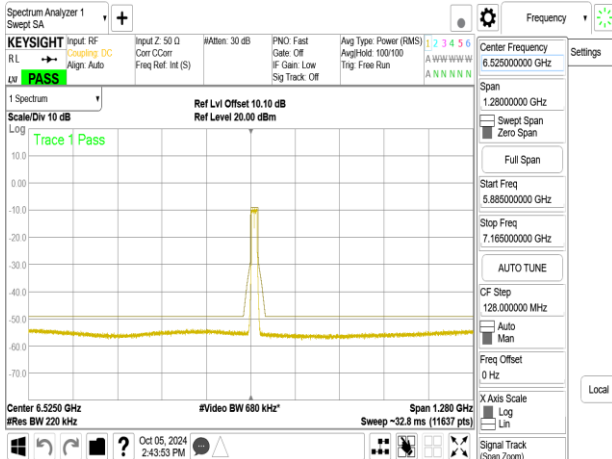 Spectrum Analyzer 1
Swept SA
Frequency
KEYSIGHT
RL
LXI
PASS
Input: RF
Coupling: DC
Align: Auto
Input Z: 50 Ω
Corr CCorr
Freq Ref: Int (S)
#Atten: 30 dB
PNO: Fast
Gate: Off
IF Gain: Low
Sig Track: Off
Avg Type: Power (RMS)
Avg|Hold: 100/100
Trig: Free Run
1 2 3 4 5 6
A W W W W W
A N N N N N
1 Spectrum
Scale/Div 10 dB
Ref Lvl Offset 10.10 dB
Ref Level 20.00 dBm
Log
Trace 1 Pass
10.0
0.00
-10.0
-20.0
-30.0
-40.0
-50.0
-60.0
-70.0
Center 6.5250 GHz
#Res BW 220 kHz
#Video BW 680 kHz*
Span 1.280 GHz
Sweep ~32.8 ms (11637 pts)
Oct 05, 2024
2:43:53 PM
Center Frequency
6.525000000 GHz
Span
1.28000000 GHz
Swept Span
Zero Span
Full Span
Start Freq
5.885000000 GHz
Stop Freq
7.165000000 GHz
AUTO TUNE
CF Step
128.000000 MHz
Auto
Man
Freq Offset
0 Hz
X Axis Scale
Log
Lin
Signal Track
(Span Zoom)
Settings
Local